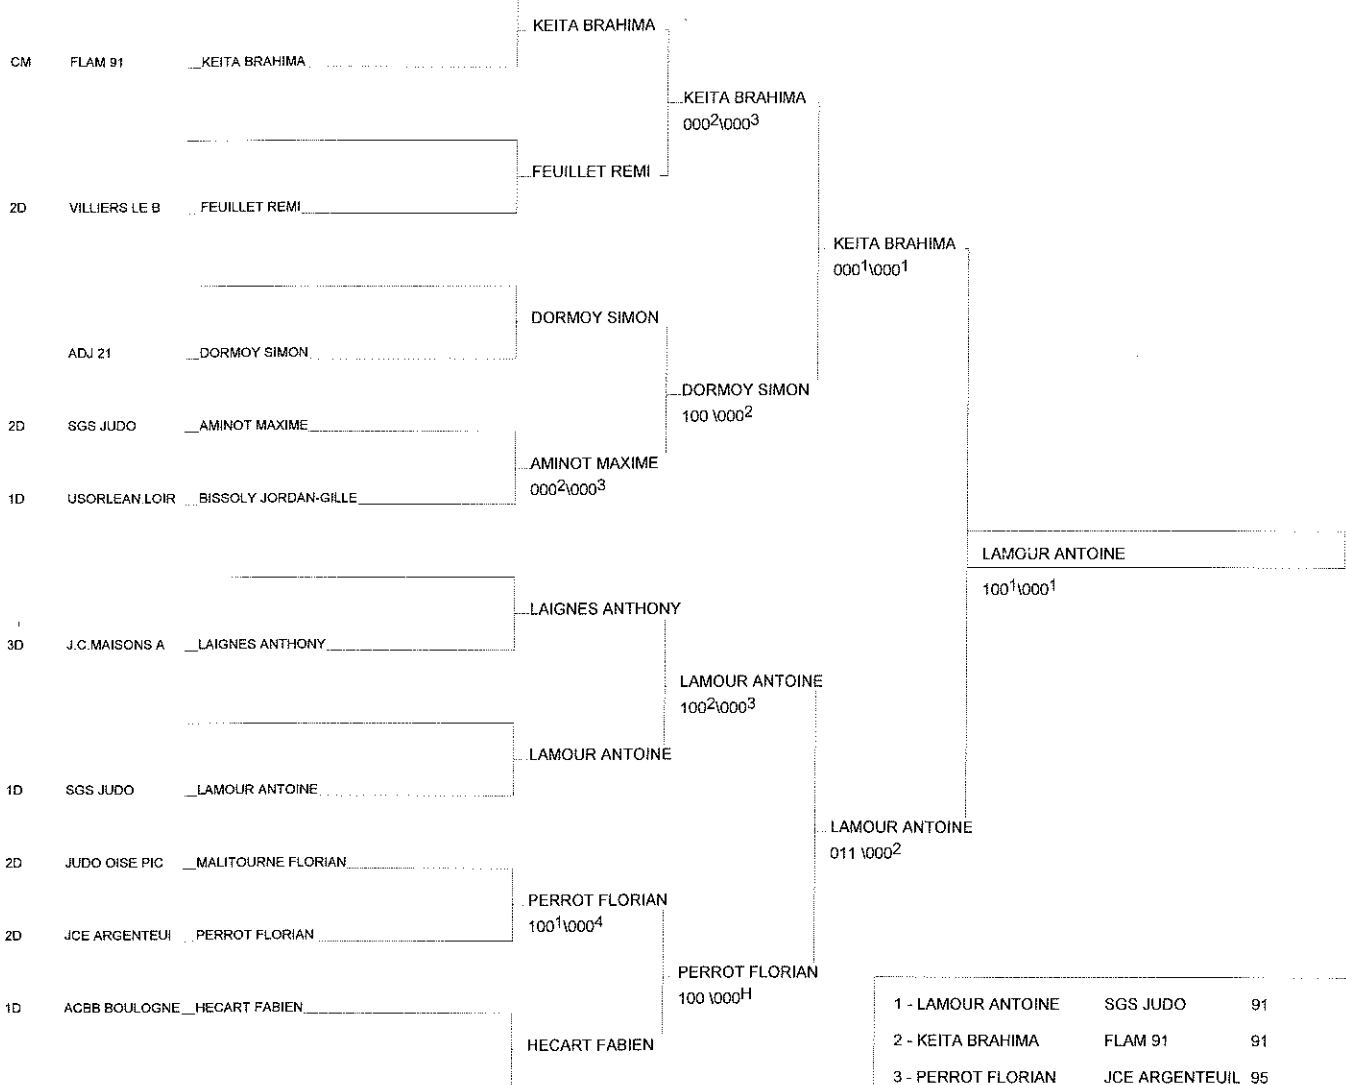 KEITA BRAHIMA
CM FLAM 91 KEITA BRAHIMA
KEITA BRAHIMA
000²\000³
FEUILLET REMI
2D VILLIERS LE B FEUILLET REMI
KEITA BRAHIMA
000¹\000¹
DORMOY SIMON
ADJ 21 DORMOY SIMON
DORMOY SIMON
100 \000²
2D SGS JUDO AMINOT MAXIME
AMINOT MAXIME
000²\000³
1D USORLEAN.LOIR BISSOLY JORDAN-GILLE
LAMOUR ANTOINE
100¹\000¹
LAIGNES ANTHONY
3D J.C.MAISONS A LAIGNES ANTHONY
LAMOUR ANTOINE
100²\000³
LAMOUR ANTOINE
1D SGS JUDO LAMOUR ANTOINE
LAMOUR ANTOINE
011 \000²
2D JUDO OISE PIC MALITOURNE FLORIAN
PERROT FLORIAN
100¹\000⁴
2D JCE ARGENTEUI PERROT FLORIAN
PERROT FLORIAN
100 \000H
1D ACBB BOULOGNE HECART FABIEN
HECART FABIEN
1 - LAMOUR ANTOINE SGS JUDO 91
2 - KEITA BRAHIMA FLAM 91 91
3 - PERROT FLORIAN JCE ARGENTEUIL 95